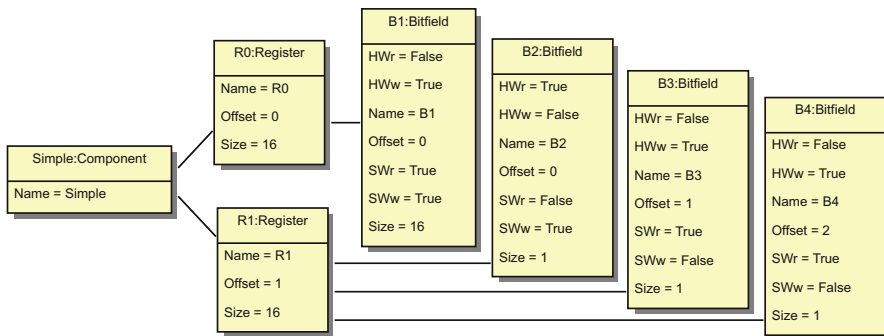 Simple:Component
Name = Simple
R0:Register
Name = R0
Offset = 0
Size = 16
R1:Register
Name = R1
Offset = 1
Size = 16
B1:Bitfield
HWr = False
HWw = True
Name = B1
Offset = 0
SWr = True
SWw = True
Size = 16
B2:Bitfield
HWr = True
HWw = False
Name = B2
Offset = 0
SWr = False
SWw = True
Size = 1
B3:Bitfield
HWr = False
HWw = True
Name = B3
Offset = 1
SWr = True
SWw = False
Size = 1
B4:Bitfield
HWr = False
HWw = True
Name = B4
Offset = 2
SWr = True
SWw = False
Size = 1